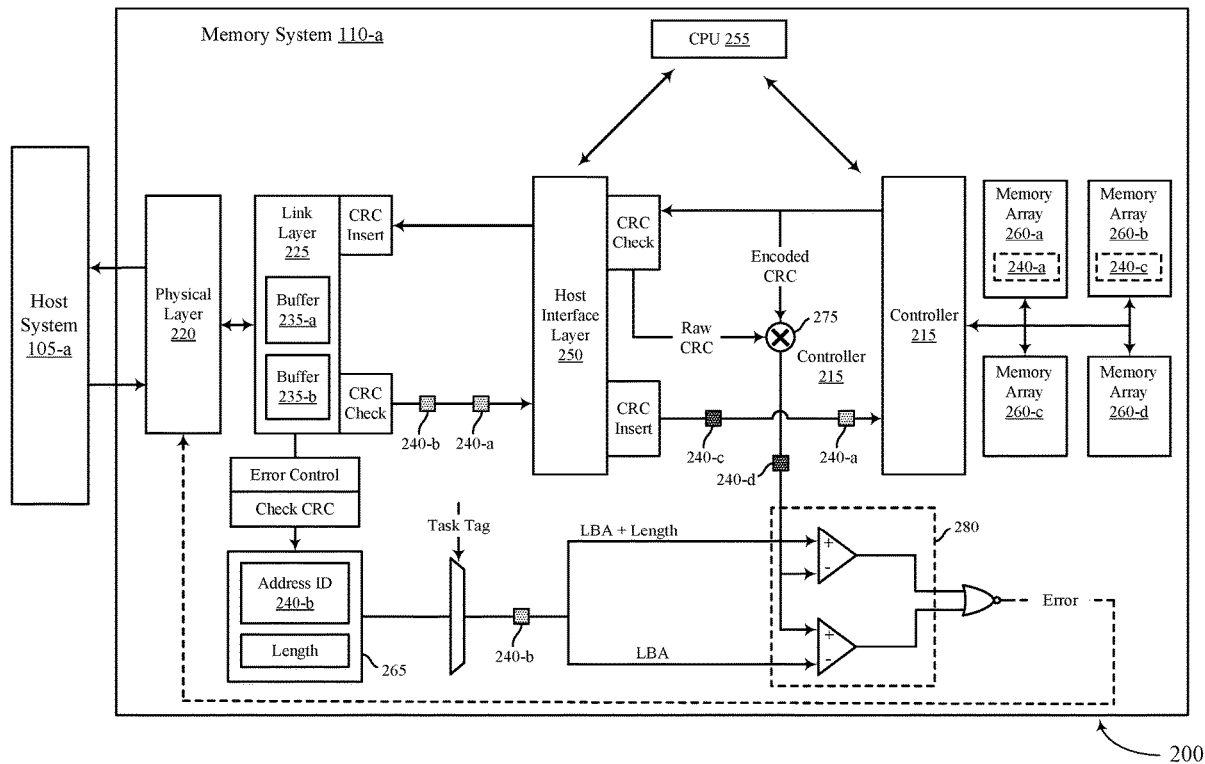 Memory System 110-a
CPU 255
Host
System
105-a
Physical
Layer
220
Link
Layer
225
CRC
Insert
Buffer
235-a
Buffer
235-b
CRC
Check
240-b
240-a
Host
Interface
Layer
250
CRC
Check
CRC
Insert
Encoded
CRC
Raw
CRC
275
Controller
215
240-c
240-a
240-d
Controller
215
Memory
Array
260-a
240-a
Memory
Array
260-b
240-c
Memory
Array
260-c
Memory
Array
260-d
Error Control
Check CRC
Address ID
240-b
Length
265
Task Tag
240-b
LBA + Length
LBA
+
-
+
-
280
Error
200